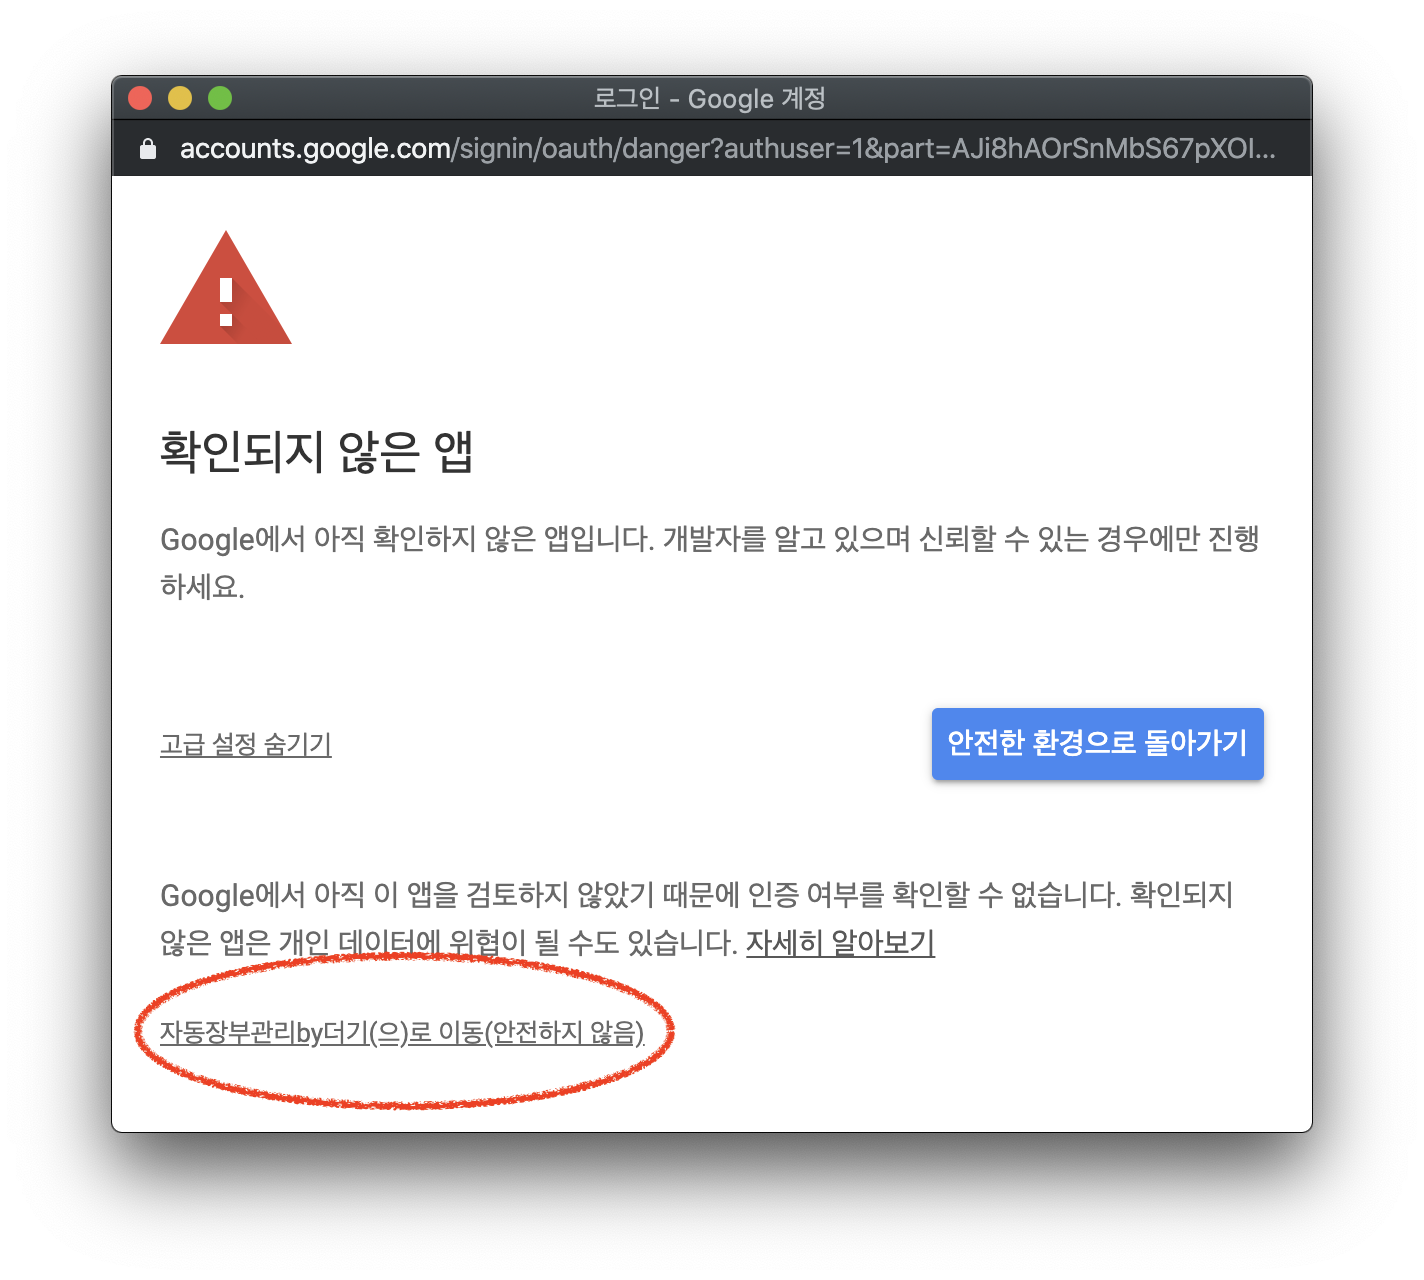 로그인 - Google 계정
accounts.google.com/signin/oauth/danger?authuser=1&part=AJi8hAOrSnMbS67pXOl...
확인되지 않은 앱
Google에서 아직 확인하지 않은 앱입니다. 개발자를 알고 있으며 신뢰할 수 있는 경우에만 진행
하세요.
고급 설정 숨기기
안전한 환경으로 돌아가기
Google에서 아직 이 앱을 검토하지 않았기 때문에 인증 여부를 확인할 수 없습니다. 확인되지
않은 앱은 개인 데이터에 위협이 될 수도 있습니다. 자세히 알아보기
자동장부관리by더기(으)로 이동(안전하지 않음)